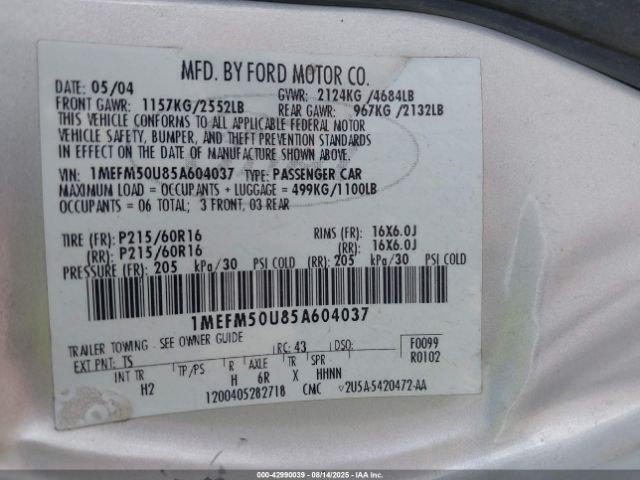 MFD. BY FORD MOTOR CO.
DATE: 05/04 GVWR: 2124KG /4684LB
FRONT GAWR: 1157KG/2552LB REAR GAWR: 967KG /2132LB
THIS VEHICLE CONFORMS TO ALL APPLICABLE FEDERAL MOTOR
VEHICLE SAFETY, BUMPER, AND THEFT PREVENTION STANDARDS
IN EFFECT ON THE DATE OF MANUFACTURE SHOWN ABOVE.
VIN: 1MEFM50U85A604037 TYPE: PASSENGER CAR
MAXIMUM LOAD = OCCUPANTS + LUGGAGE = 499KG/1100LB
OCCUPANTS = 06 TOTAL; 3 FRONT, 03 REAR
TIRE (FR): P215/60R16 RIMS (FR): 16X6.0J
(RR): P215/60R16 (RR): 16X6.0J
PRESSURE (FR): 205 kPa/30 PSI COLD (RR): 205 kPa/30 PSI COLD
1MEFM50U85A604037
TRAILER TOWING - SEE OWNER GUIDE F0099
EXT PNT: TS RC: 43 DSO: R0102
INT TR TP/PS R AXLE TR SPR
H2 H 6R X HHNN
1200405282718 CMC V2U5A-5420472-AA
000-42990039 - 08/14/2025 - IAAI.COM